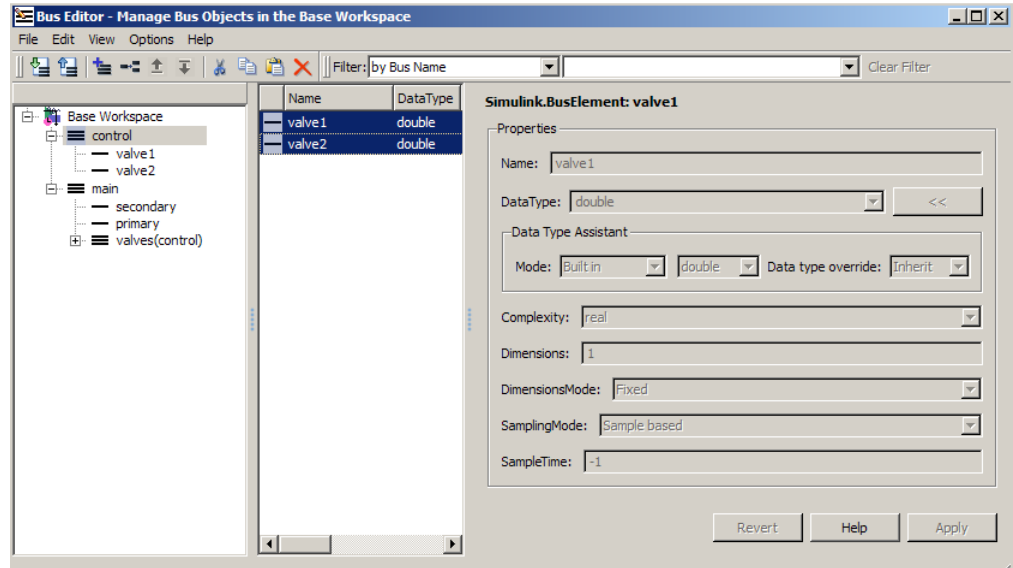 Bus Editor - Manage Bus Objects in the Base Workspace
File Edit View Options Help
Filter: by Bus Name Clear Filter
Base Workspace
control
valve1
valve2
main
secondary
primary
valves(control)
Name DataType
valve1 double
valve2 double
Simulink.BusElement: valve1
Properties
Name: valve1
DataType: double <<
Data Type Assistant
Mode: Built in double Data type override: Inherit
Complexity: real
Dimensions: 1
DimensionsMode: Fixed
SamplingMode: Sample based
SampleTime: -1
Revert Help Apply